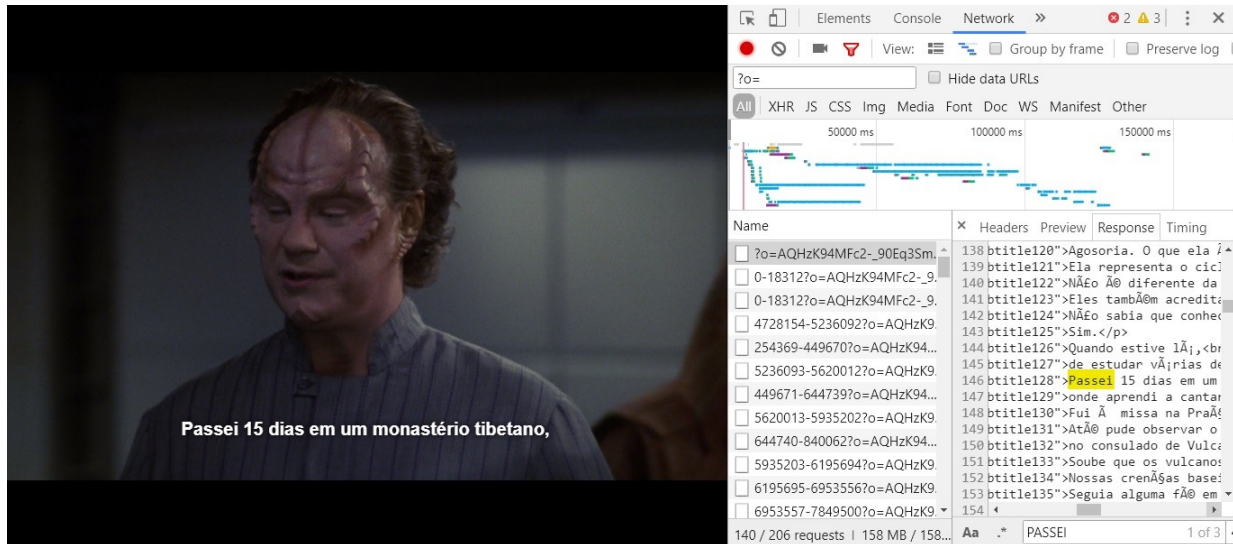 Passei 15 dias em um monastério tibetano,
Elements Console Network » 2 3
View: Group by frame Preserve log
?o= Hide data URLs
All XHR JS CSS Img Media Font Doc WS Manifest Other
50000 ms 100000 ms 150000 ms
Name
?o=AQHzK94MFc2-_90Eq3Sm.
0-18312?o=AQHzK94MFc2-_9.
0-18312?o=AQHzK94MFc2-_9.
4728154-5236092?o=AQHzK9.
254369-449670?o=AQHzK94...
5236093-5620012?o=AQHzK9.
449671-644739?o=AQHzK94...
5620013-5935202?o=AQHzK9.
644740-840062?o=AQHzK94...
5935203-6195694?o=AQHzK9.
6195695-6953556?o=AQHzK9.
6953557-7849500?o=AQHzK9.
140 / 206 requests | 158 MB / 158...
× Headers Preview Response Timing
138 btitle120">Agosoria. O que ela Ã
139 btitle121">Ela representa o cicl
140 btitle122">NÃ£o Ã© diferente da
141 btitle123">Eles tambÃ©m acredita
142 btitle124">NÃ£o sabia que conhec
143 btitle125">Sim.</p>
144 btitle126">Quando estive lÃ¡,<br
145 btitle127">de estudar vÃ¡rias de
146 btitle128">Passei 15 dias em um
147 btitle129">onde aprendi a cantar
148 btitle130">Fui Ã  missa na PraÃ§
149 btitle131">AtÃ© pude observar o
150 btitle132">no consulado de Vulca
151 btitle133">Soube que os vulcanos
152 btitle134">Nossas crenÃ§as basei
153 btitle135">Seguia alguma fÃ© em
154
Aa .* PASSEI 1 of 3